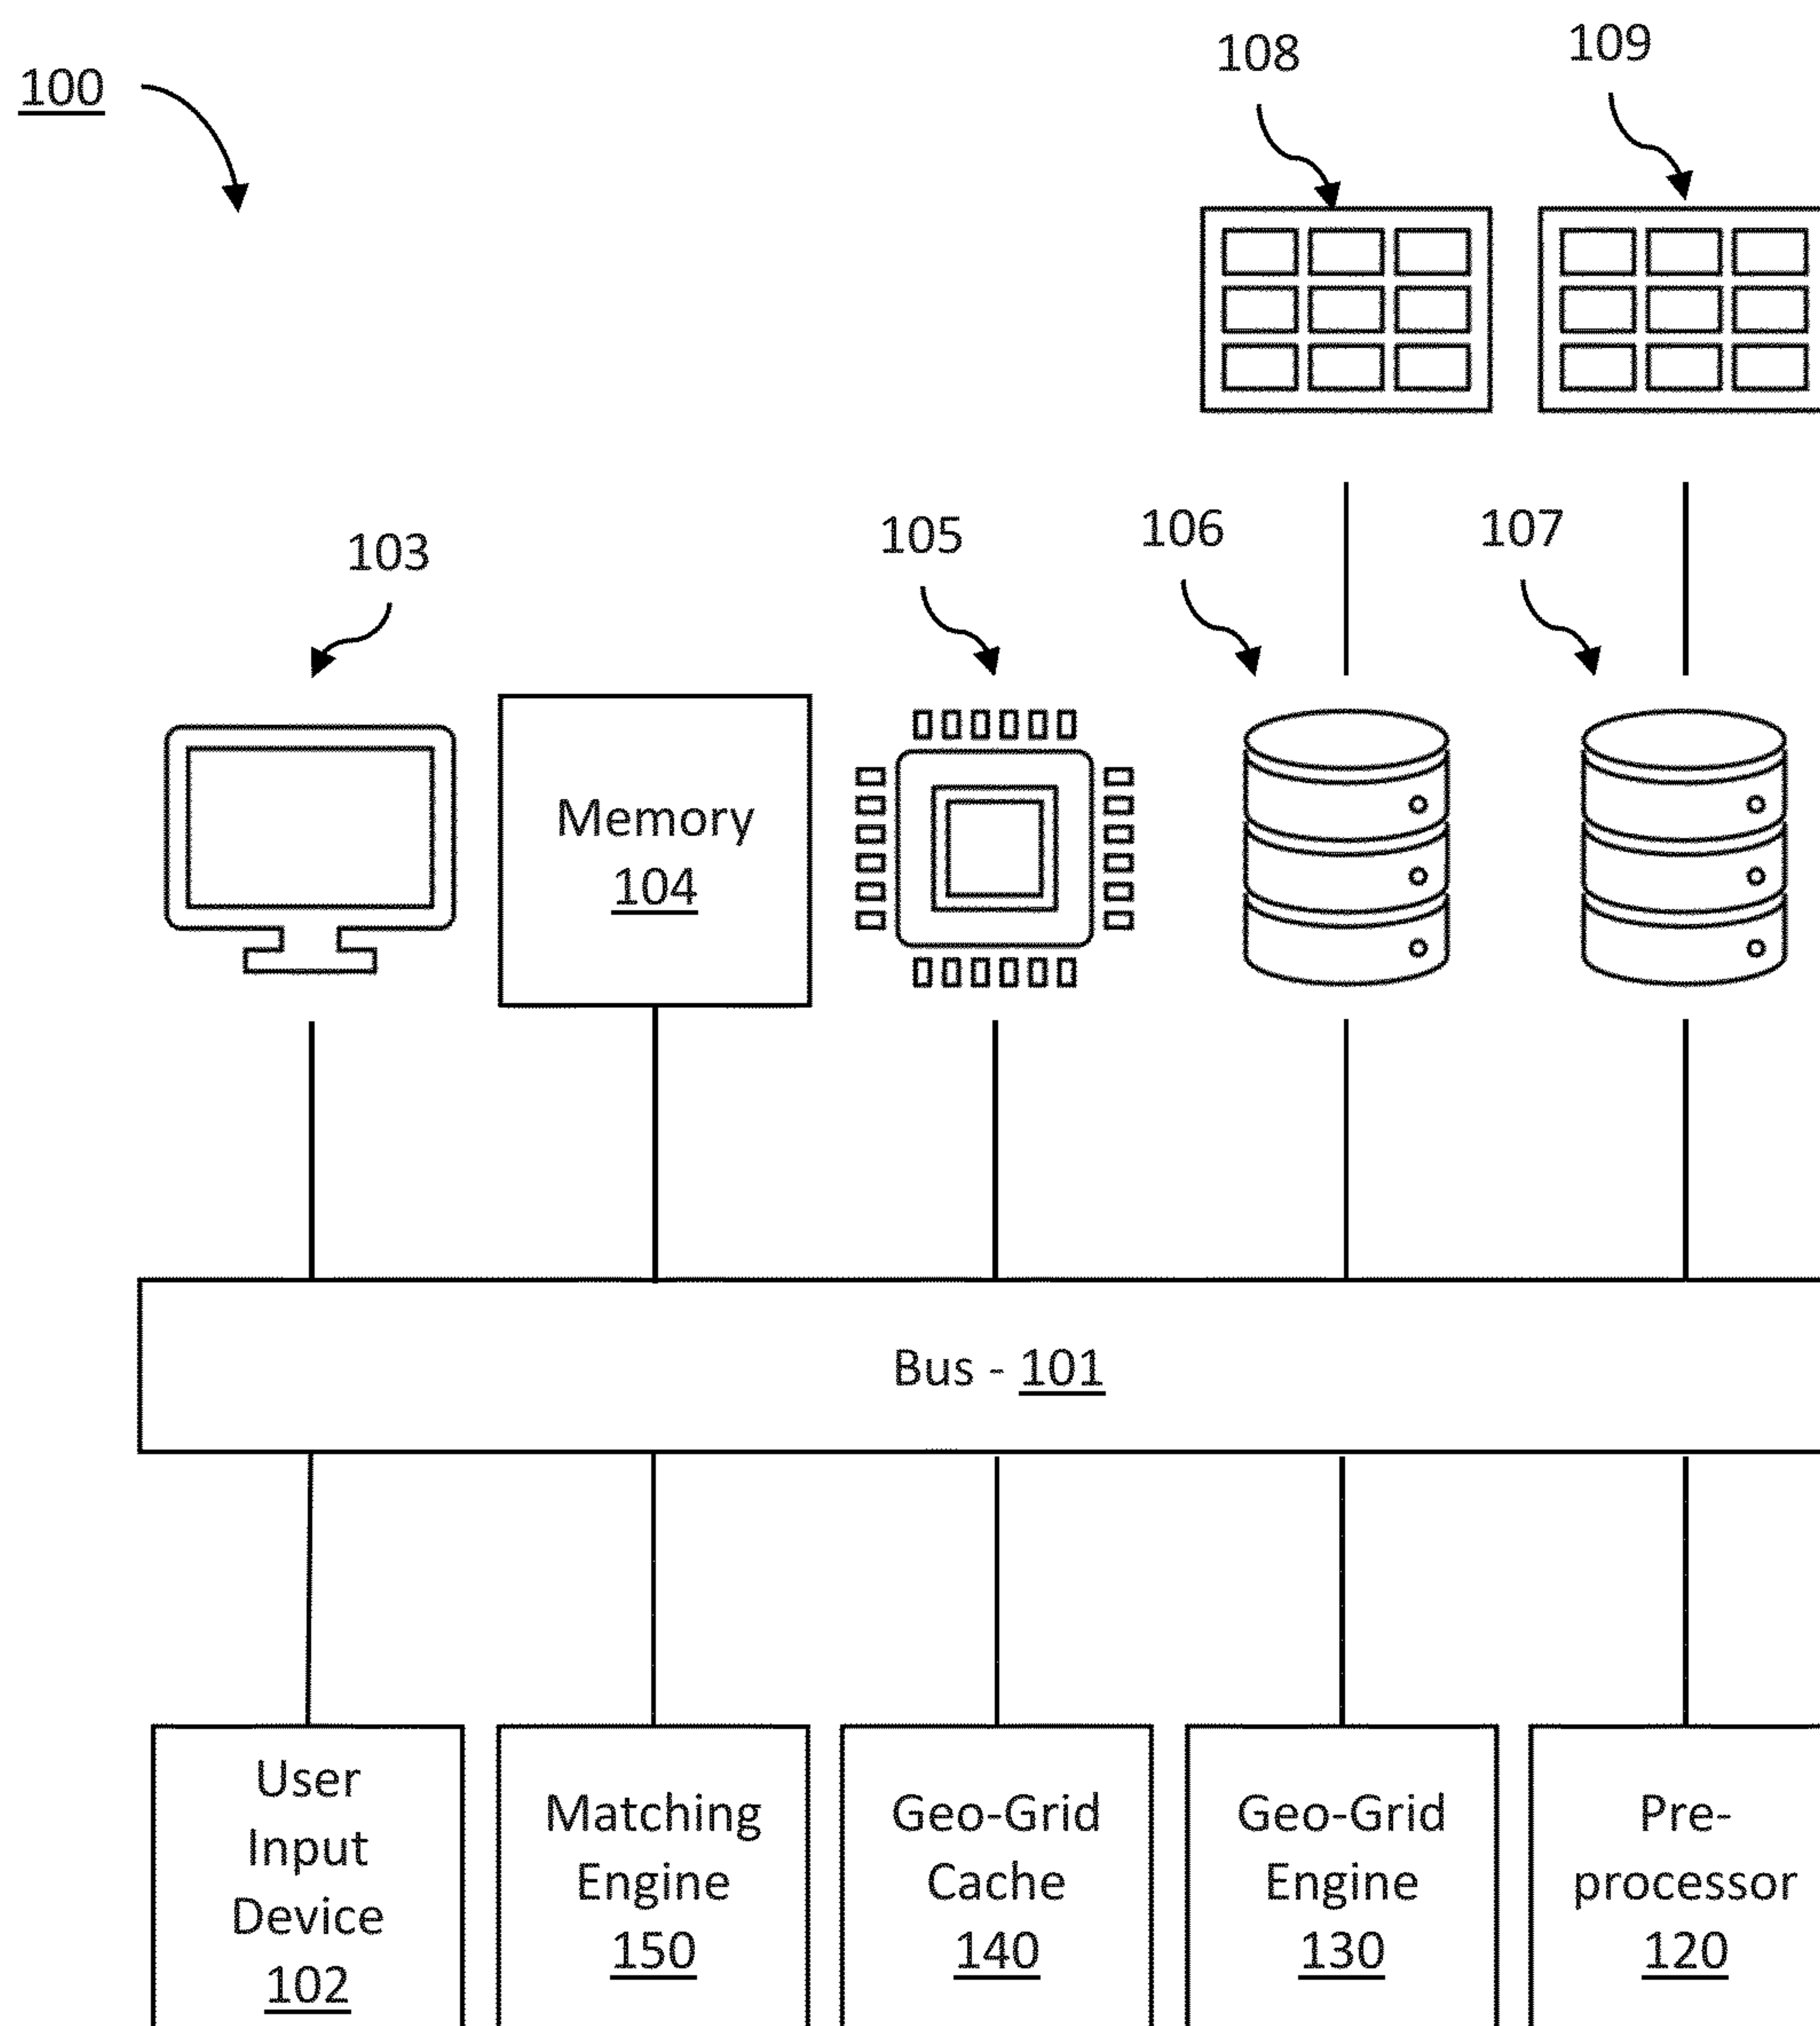 100
108
109
103
105
106
107
Memory
104
Bus - 101
User
Input
Device
102
Matching
Engine
150
Geo-Grid
Cache
140
Geo-Grid
Engine
130
Pre-
processor
120